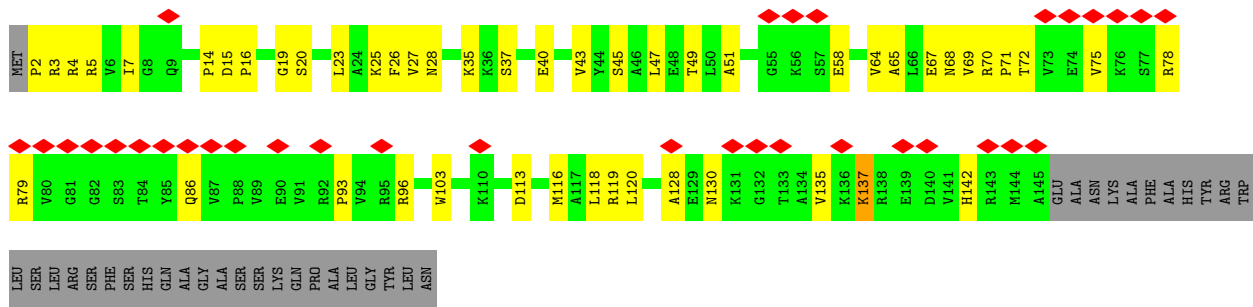 MET P2 R3 R4 R5 V6 I7 G8 Q9 P14 D15 P16 G19 S20 L23 A24 K25 F26 V27 N28 K35 K36 S37 E40 V43 Y44 S45 A46 L47 E48 T49 L50 A51 G55 K56 S57 E58 V64 A65 L66 E67 N68 V69 R70 P71 T72 V73 E74 V75 K76 S77 R78
R79 V80 G81 G82 S83 T84 Y85 Q86 V87 P88 V89 E90 V91 R92 P93 V94 R95 R96 W103 K110 D113 M116 A117 L118 R119 L120 A128 E129 N130 K131 G132 T133 A134 V135 K136 K137 R138 E139 D140 V141 H142 R143 M144 A145 GLU ALA ASN LYS ALA PHE ALA HIS TYR ARG TRP
LEU SER LEU ARG SER PHE SER HIS GLN ALA GLY ALA SER SER LYS GLN PRO ALA LEU GLY TYR LEU ASN